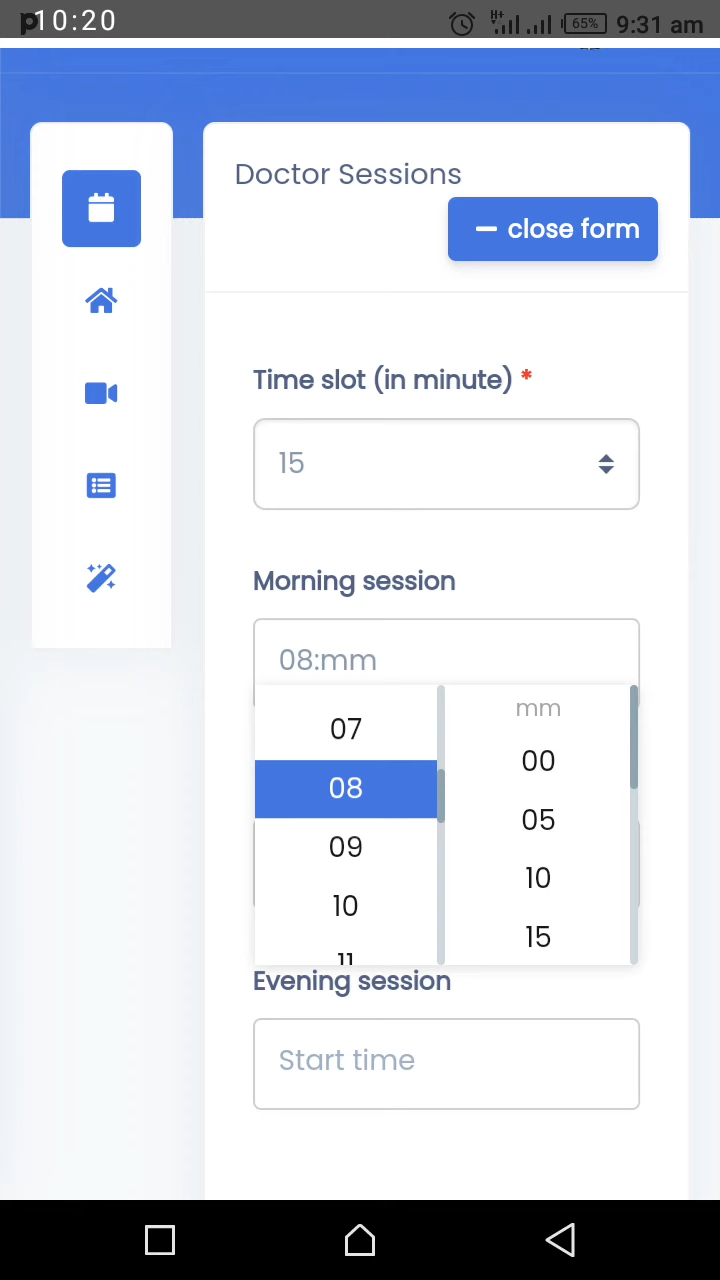 10:20
H+
65%
9:31 am
Doctor Sessions
close form
Time slot (in minute) *
15
Morning session
08:mm
mm
07
00
08
05
09
10
10
15
11
Evening session
Start time